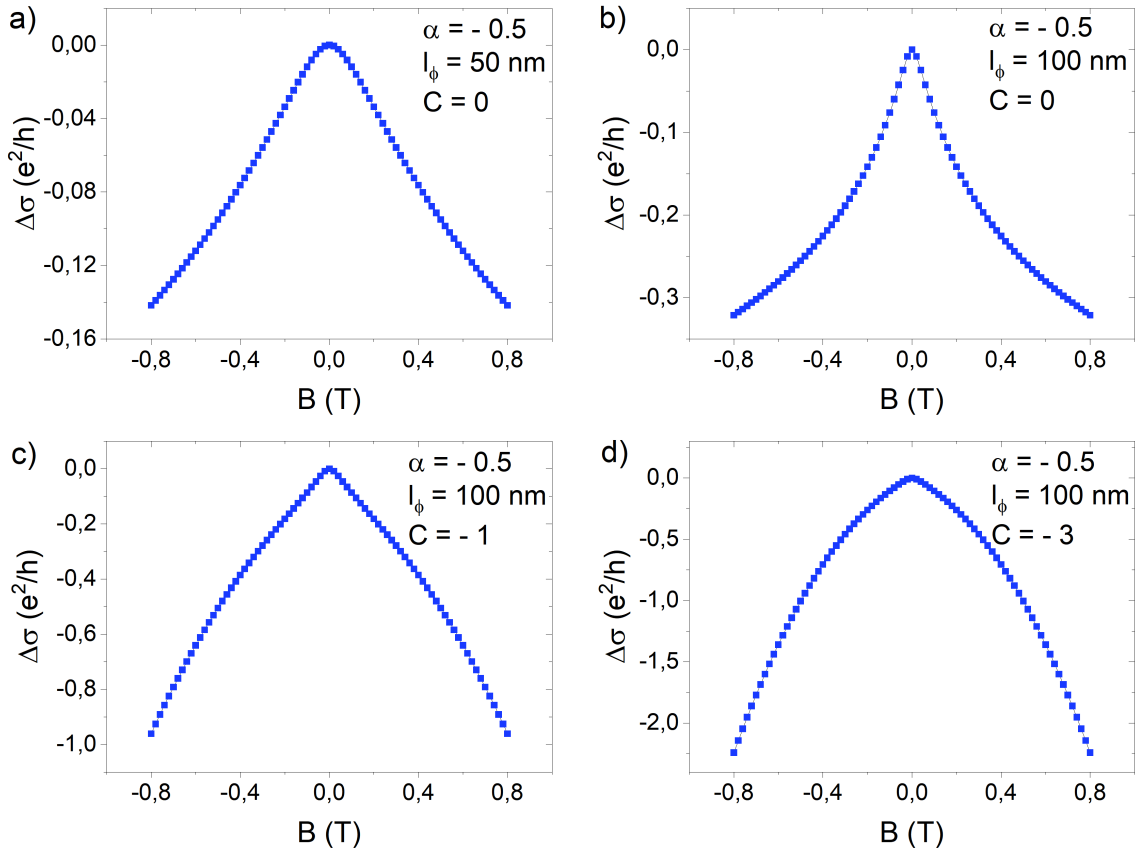 a)
α = - 0.5
l_ϕ = 50 nm
C = 0
0,00
-0,04
-0,08
-0,12
-0,16
-0,8 -0,4 0,0 0,4 0,8
Δσ (e²/h)
B (T)
b)
α = - 0.5
l_ϕ = 100 nm
C = 0
0,0
-0,1
-0,2
-0,3
-0,8 -0,4 0,0 0,4 0,8
Δσ (e²/h)
B (T)
c)
α = - 0.5
l_ϕ = 100 nm
C = - 1
0,0
-0,2
-0,4
-0,6
-0,8
-1,0
-0,8 -0,4 0,0 0,4 0,8
Δσ (e²/h)
B (T)
d)
α = - 0.5
l_ϕ = 100 nm
C = - 3
0,0
-0,5
-1,0
-1,5
-2,0
-0,8 -0,4 0,0 0,4 0,8
Δσ (e²/h)
B (T)